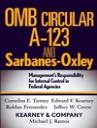 OMB CIRCULAR
A-123
AND
Sarbanes-Oxley
Management's Responsibility
for Internal Control in
Federal Agencies
Cornelius E. Tierney Edward F. Kearney
Roldan Fernandez Jeffrey W. Green
KEARNEY & COMPANY
Michael J. Ramos